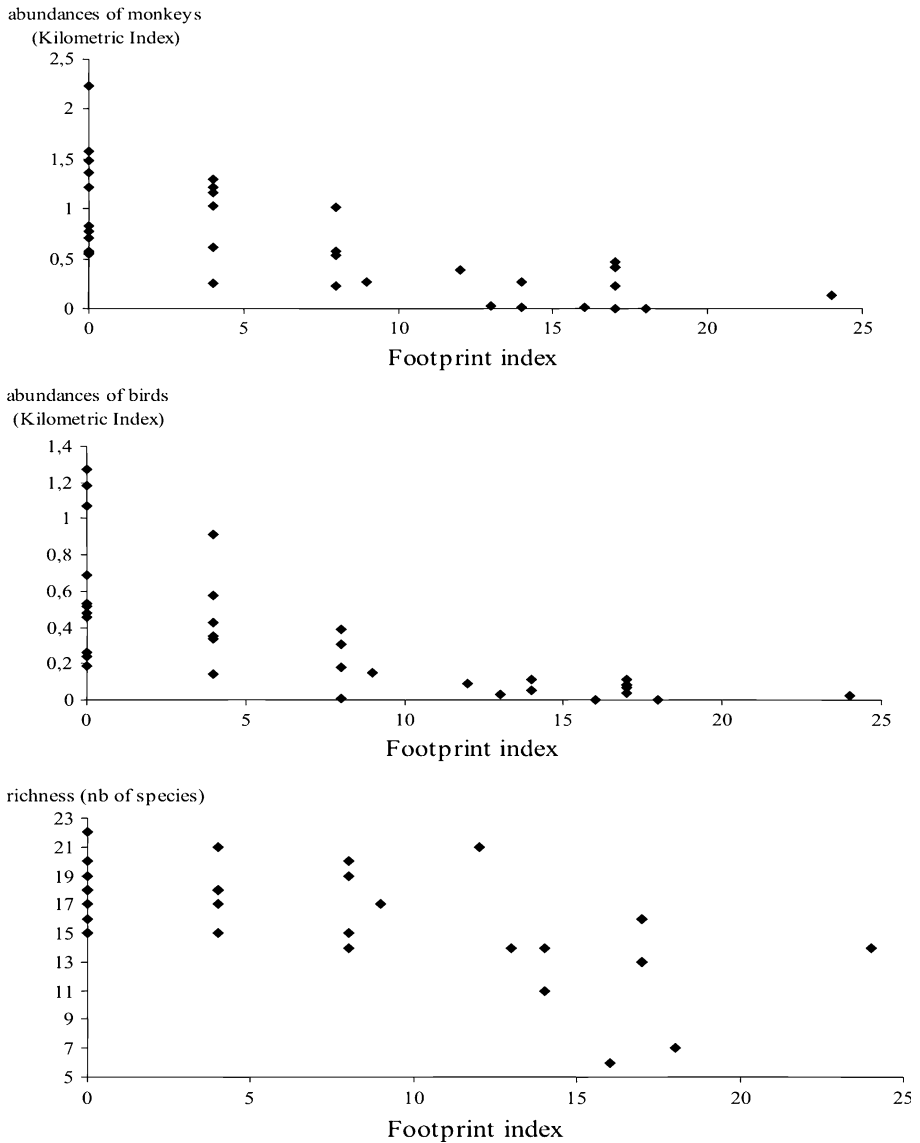 abundances of monkeys
(Kilometric Index)
2,5
2
1,5
1
0,5
0
0 5 10 15 20 25
Footprint index
abundances of birds
(Kilometric Index)
1,4
1,2
1
0,8
0,6
0,4
0,2
0
0 5 10 15 20 25
Footprint index
richness (nb of species)
23
21
19
17
15
13
11
9
7
5
0 5 10 15 20 25
Footprint index